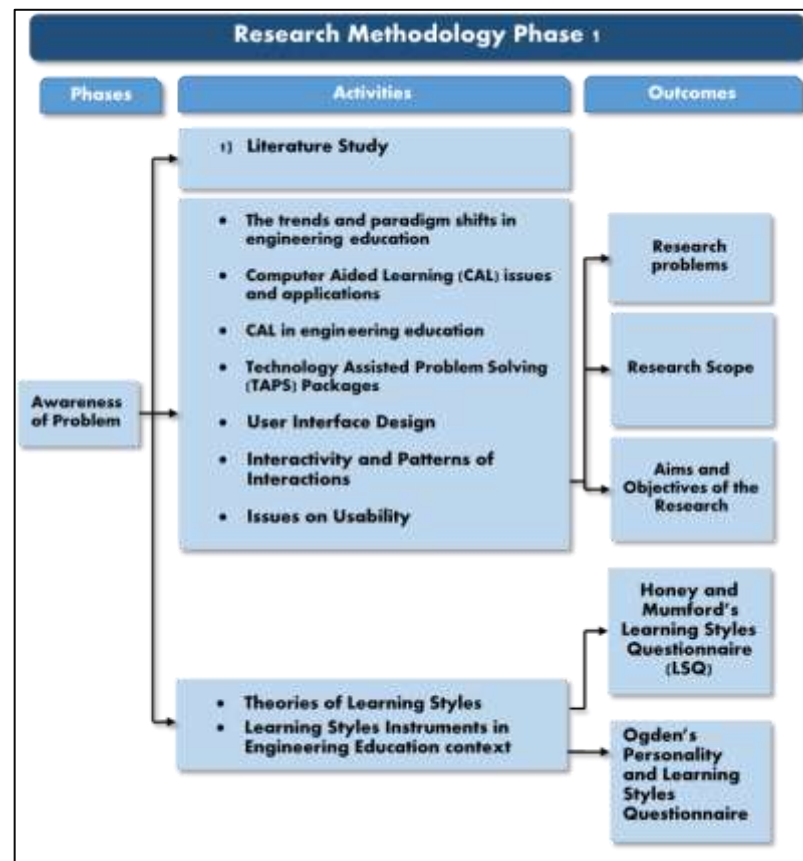 Research Methodology Phase 1
Phases
Activities
Outcomes
1) Literature Study
• The trends and paradigm shifts in
engineering education
• Computer Aided Learning (CAL) issues
and applications
• CAL in engineering education
• Technology Assisted Problem Solving
(TAPS) Packages
• User Interface Design
• Interactivity and Patterns of
Interactions
• Issues on Usability
Research
problems
Research Scope
Aims and
Objectives of the
Research
Awareness
of Problem
• Theories of Learning Styles
• Learning Styles Instruments in
Engineering Education context
Honey and
Mumford's
Learning Styles
Questionnaire
(LSQ)
Ogden's
Personality
and Learning
Styles
Questionnaire